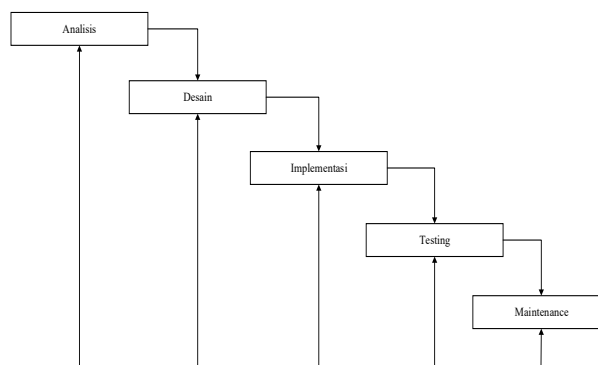 Analisis
Desain
Implementasi
Testing
Maintenance